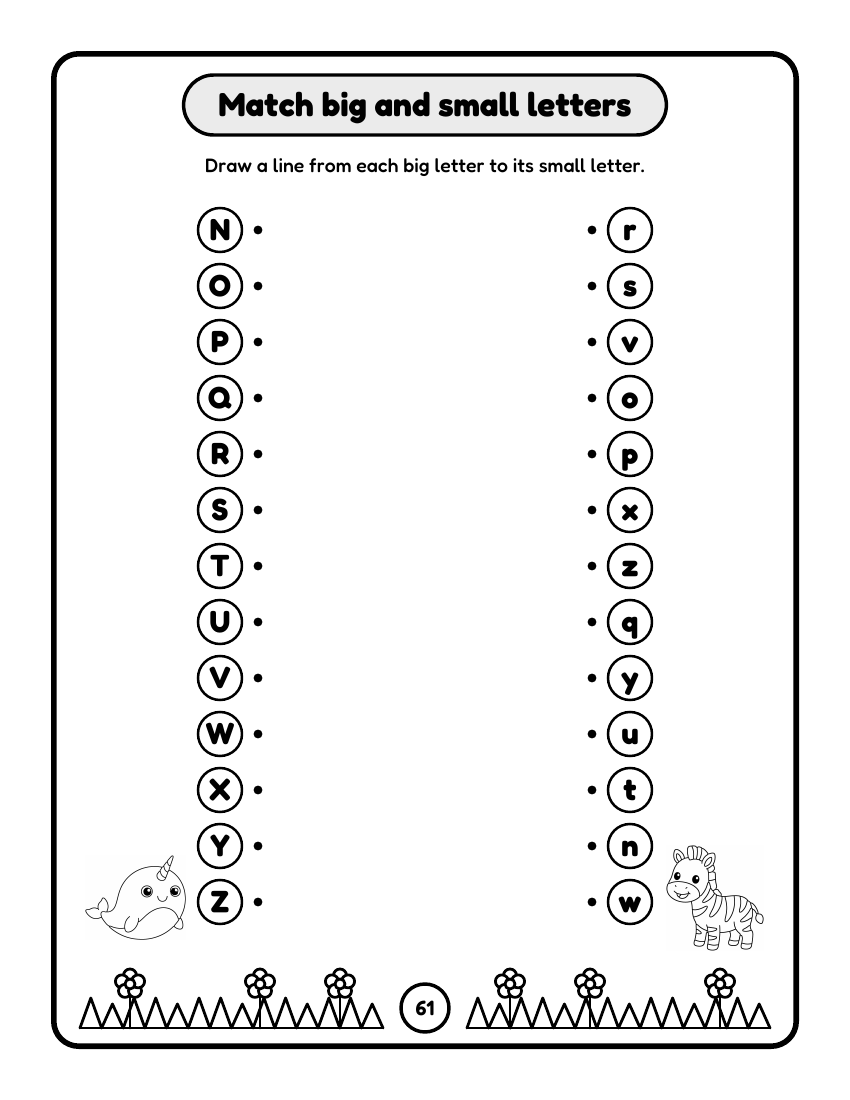 Match big and small letters
Draw a line from each big letter to its small letter.
N r
O s
P v
Q o
R p
S x
T z
U q
V y
W u
X t
Y n
Z w
61